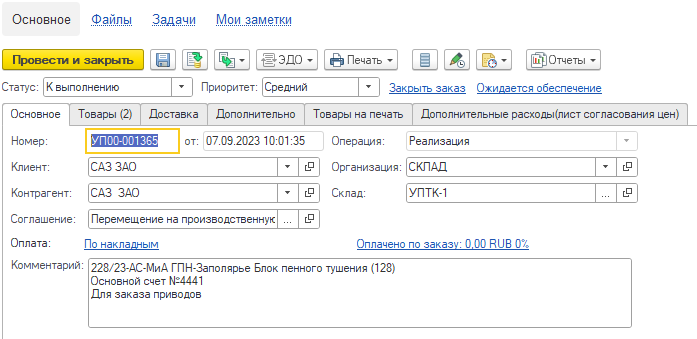 Основное Файлы Задачи Мои заметки
Провести и закрыть ЭДО Печать Отчеты
Статус: К выполнению Приоритет: Средний Закрыть заказ Ожидается обеспечение
Основное Товары (2) Доставка Дополнительно Товары на печать Дополнительные расходы(лист согласования цен)
Номер: УП00-001365 от: 07.09.2023 10:01:35 Операция: Реализация
Клиент: САЗ ЗАО Организация: СКЛАД
Контрагент: САЗ ЗАО Склад: УПТК-1
Соглашение: Перемещение на производственную
Оплата: По накладным Оплачено по заказу: 0,00 RUB 0%
Комментарий: 228/23-АС-МиА ГПН-Заполярье Блок пенного тушения (128)
Основной счет №4441
Для заказа приводов